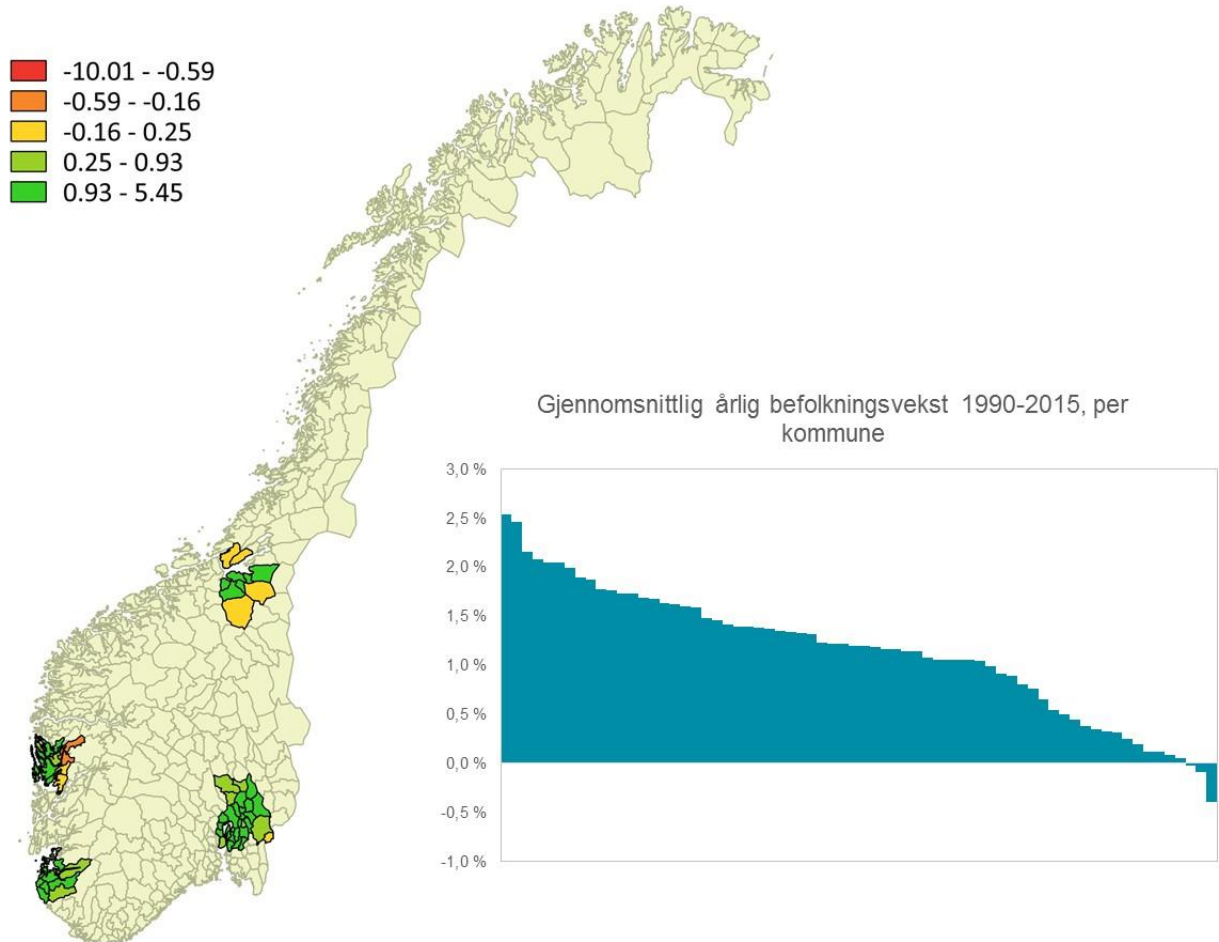 -10.01 - -0.59
-0.59 - -0.16
-0.16 - 0.25
0.25 - 0.93
0.93 - 5.45
Gjennomsnittlig årlig befolkningsvekst 1990-2015, per
kommune
3,0 %
2,5 %
2,0 %
1,5 %
1,0 %
0,5 %
0,0 %
-0,5 %
-1,0 %